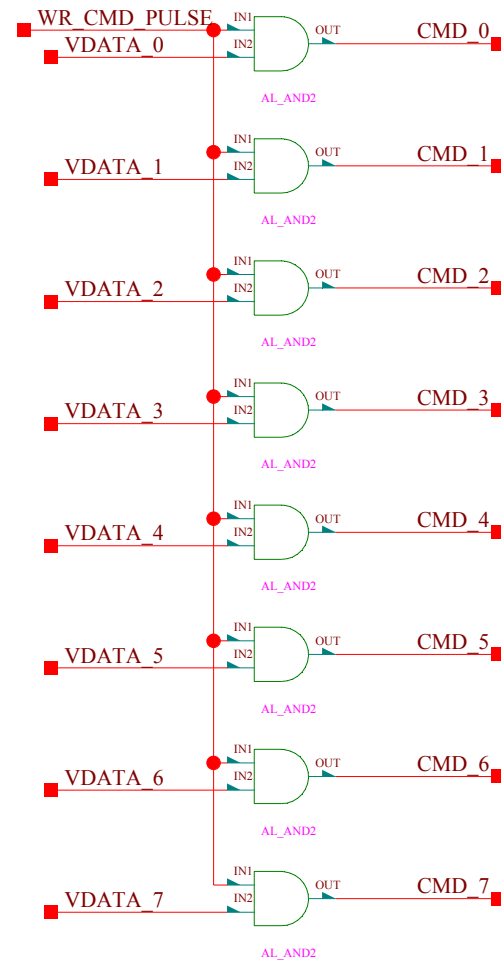 WR_CMD_PULSE IN1 CMD_0
VDATA_0 IN2 OUT
AL_AND2
IN1 CMD_1
VDATA_1 IN2 OUT
AL_AND2
IN1 CMD_2
VDATA_2 IN2 OUT
AL_AND2
IN1 CMD_3
VDATA_3 IN2 OUT
AL_AND2
IN1 CMD_4
VDATA_4 IN2 OUT
AL_AND2
IN1 CMD_5
VDATA_5 IN2 OUT
AL_AND2
IN1 CMD_6
VDATA_6 IN2 OUT
AL_AND2
IN1 CMD_7
VDATA_7 IN2 OUT
AL_AND2